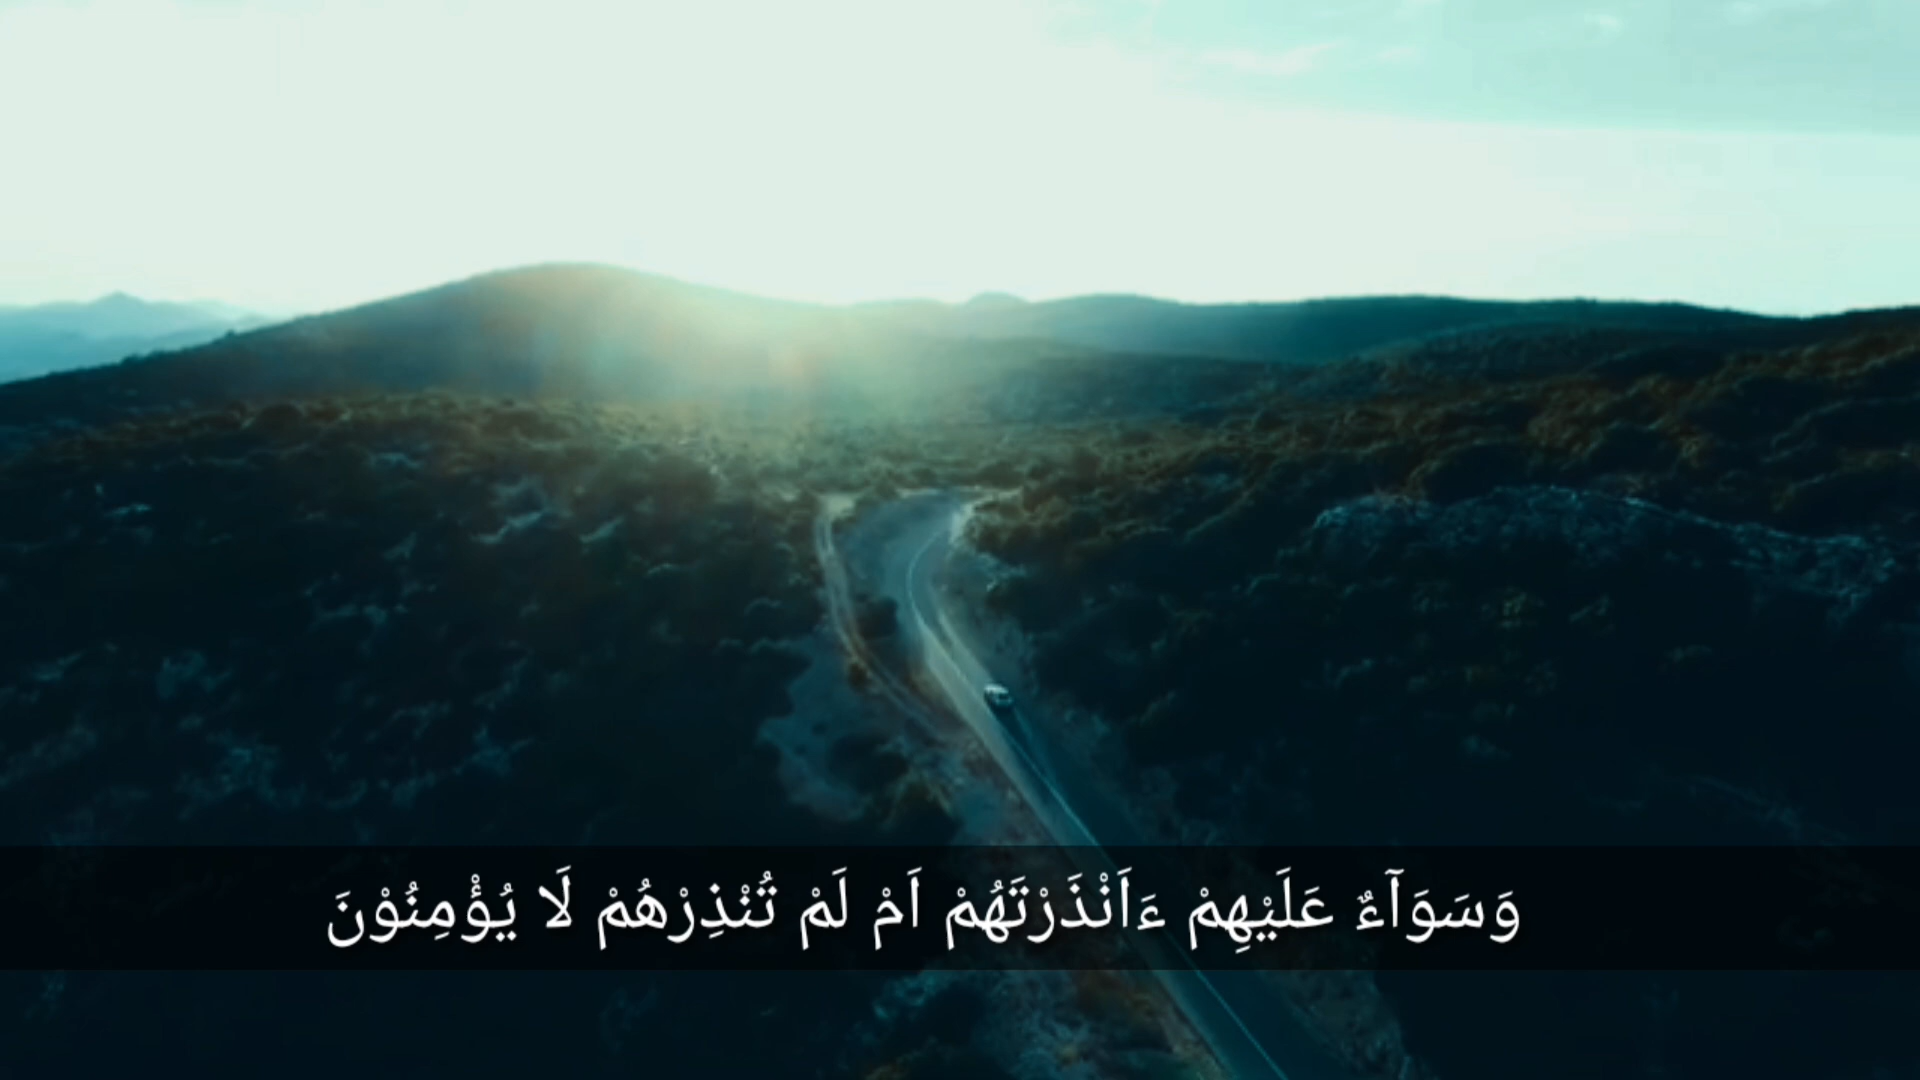 وَسَوَآءٌ عَلَيْهِمْ ءَاَنْذَرْتَهُمْ اَمْ لَمْ تُنْذِرْهُمْ لَا يُؤْمِنُوْنَ